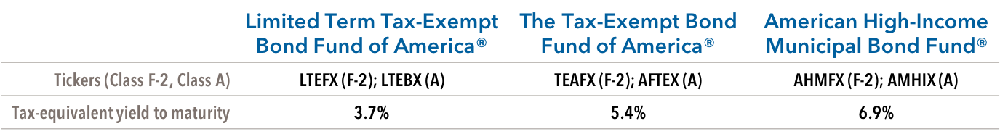 Limited Term Tax-Exempt
Bond Fund of America®
The Tax-Exempt Bond
Fund of America®
American High-Income
Municipal Bond Fund®
Tickers (Class F-2, Class A) LTEFX (F-2); LTEBX (A) TEAFX (F-2); AFTEX (A) AHMFX (F-2); AMHIX (A)
Tax-equivalent yield to maturity 3.7% 5.4% 6.9%